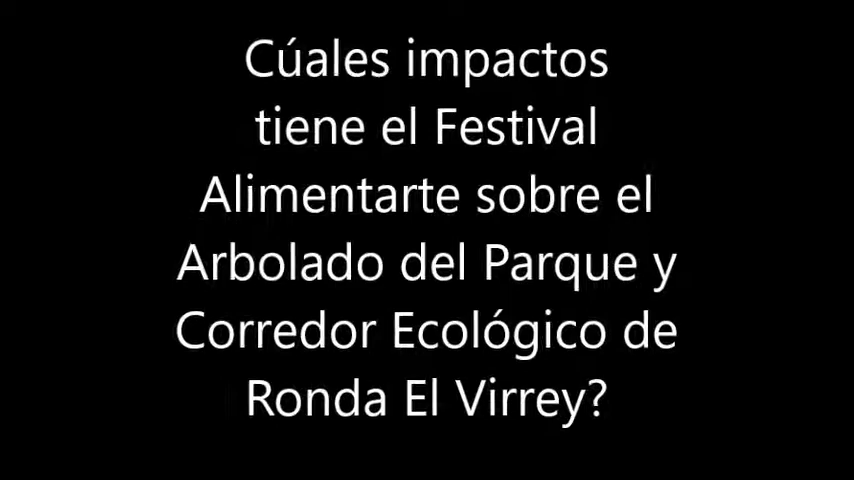 Cúales impactos
tiene el Festival
Alimentarte sobre el
Arbolado del Parque y
Corredor Ecológico de
Ronda El Virrey?